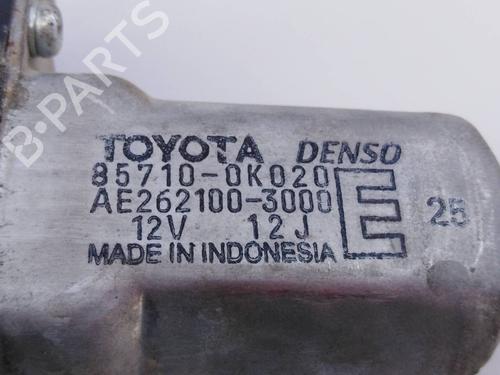 B-PARTS
TOYOTA DENSO
85710-0K020
AE262100-3000
12V 12J
E
25
MADE IN INDONESIA